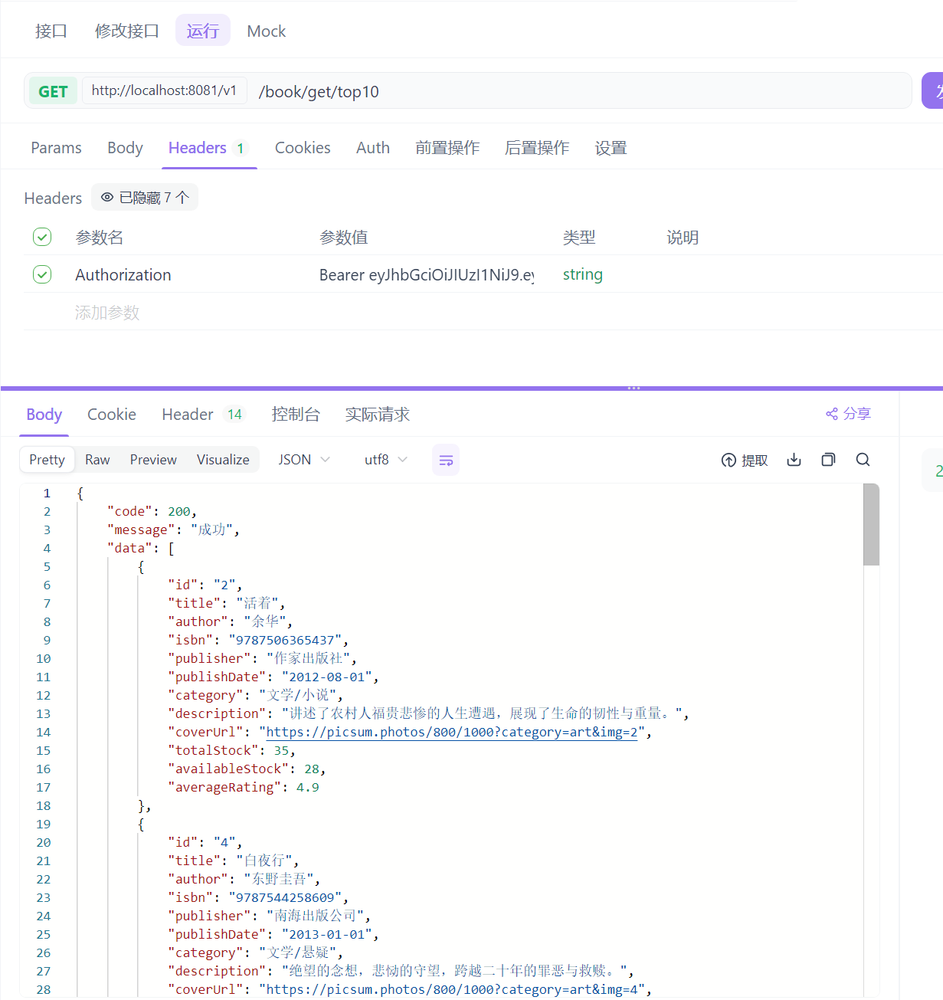 接口 修改接口 运行 Mock
GET http://localhost:8081/v1 /book/get/top10
Params Body Headers 1 Cookies Auth 前置操作 后置操作 设置
Headers 已隐藏 7 个
参数名 参数值 类型 说明
Authorization Bearer eyJhbGciOiJIUzI1NiJ9.ey string
添加参数
Body Cookie Header 14 控制台 实际请求 分享
Pretty Raw Preview Visualize JSON utf8 提取
2
1 {
2 "code": 200,
3 "message": "成功",
4 "data": [
5 {
6 "id": "2",
7 "title": "活着",
8 "author": "余华",
9 "isbn": "9787506365437",
10 "publisher": "作家出版社",
11 "publishDate": "2012-08-01",
12 "category": "文学/小说",
13 "description": "讲述了农村人福贵悲惨的人生遭遇，展现了生命的韧性与重量。",
14 "coverUrl": "https://picsum.photos/800/1000?category=art&img=2",
15 "totalStock": 35,
16 "availableStock": 28,
17 "averageRating": 4.9
18 },
19 {
20 "id": "4",
21 "title": "白夜行",
22 "author": "东野圭吾",
23 "isbn": "9787544258609",
24 "publisher": "南海出版公司",
25 "publishDate": "2013-01-01",
26 "category": "文学/悬疑",
27 "description": "绝望的念想，悲恸的守望，跨越二十年的罪恶与救赎。",
28 "coverUrl": "https://picsum.photos/800/1000?category=art&img=4",